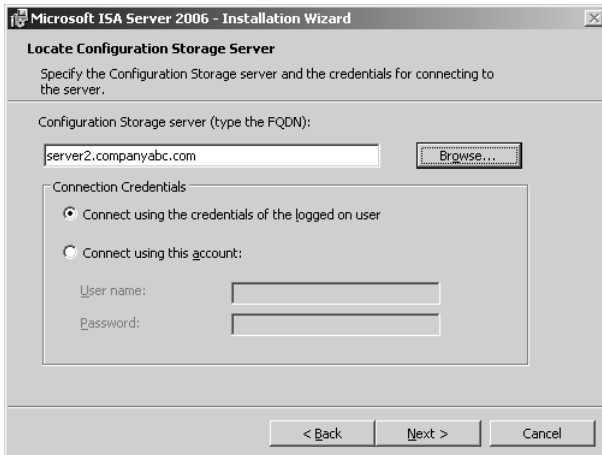 Microsoft ISA Server 2006 - Installation Wizard
Locate Configuration Storage Server
Specify the Configuration Storage server and the credentials for connecting to
the server.
Configuration Storage server (type the FQDN):
server2.companyabc.com
Browse...
Connection Credentials
Connect using the credentials of the logged on user
Connect using this account:
User name:
Password:
< Back
Next >
Cancel